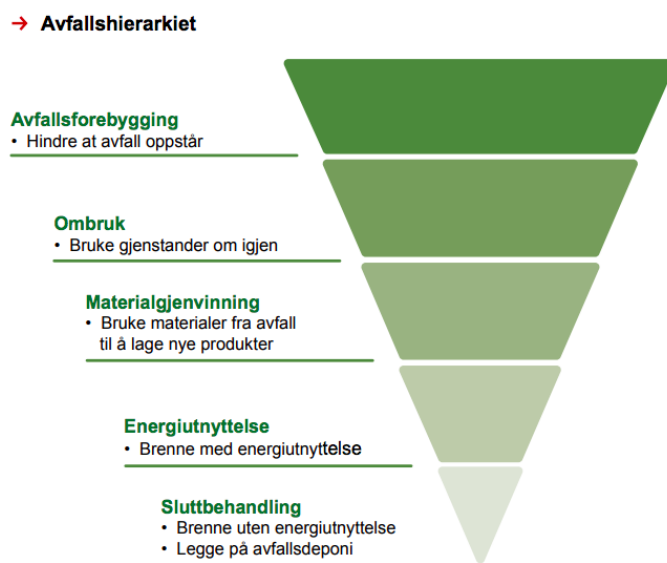 → Avfallshierarkiet
Avfallsforebygging
• Hindre at avfall oppstår
Ombruk
• Bruke gjenstander om igjen
Materialgjenvinning
• Bruke materialer fra avfall
til å lage nye produkter
Energiutnyttelse
• Brenne med energiutnyttelse
Sluttbehandling
• Brenne uten energiutnyttelse
• Legge på avfallsdeponi